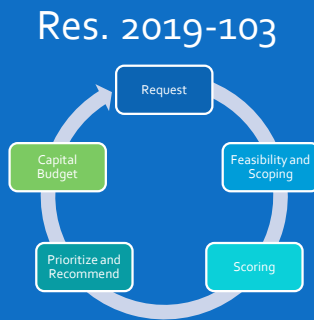 Res. 2019-103
Request
Feasibility and
Scoping
Scoring
Prioritize and
Recommend
Capital
Budget